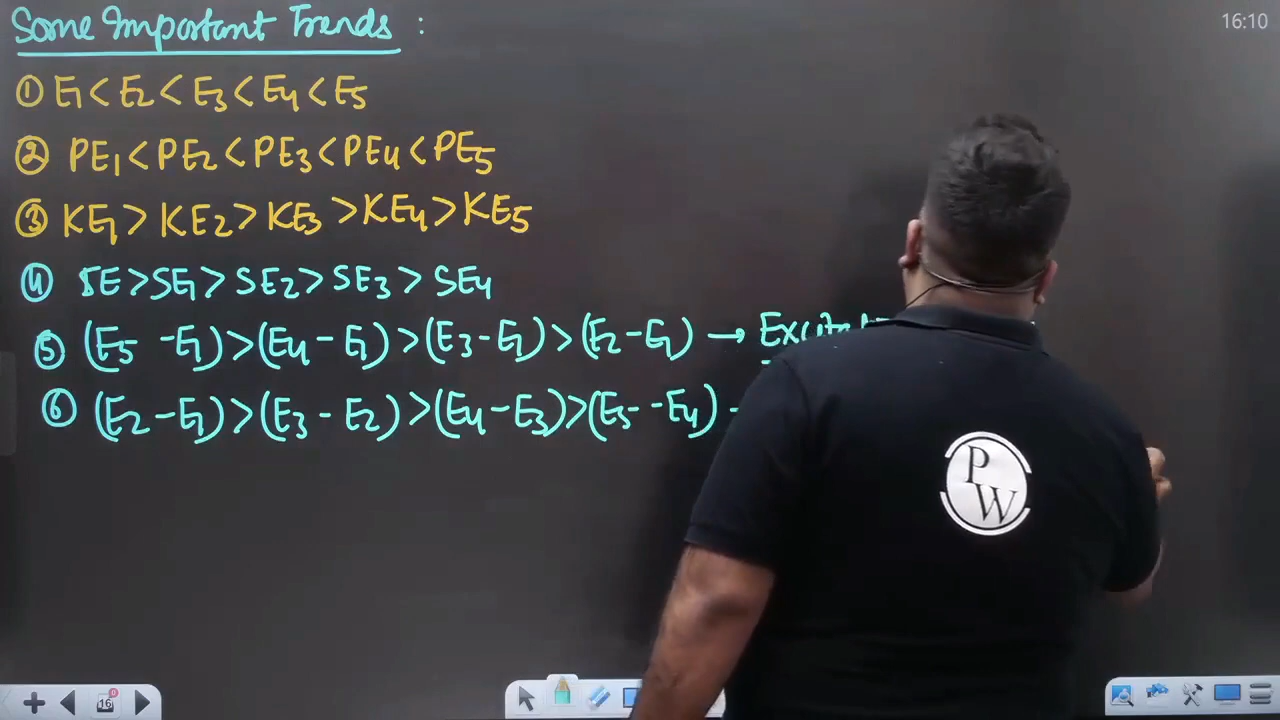 Some Important Trends :
16:10
① E1 < E2 < E3 < E4 < E5
② PE1 < PE2 < PE3 < PE4 < PE5
③ KE1 > KE2 > KE3 > KE4 > KE5
④ SE > SE1 > SE2 > SE3 > SE4
⑤ (E5 - E1) > (E4 - E1) > (E3 - E1) > (E2 - E1) →
⑥ (E2 - E1) > (E3 - E2) > (E4 - E3) > (E5 - E4) -
P
W
16